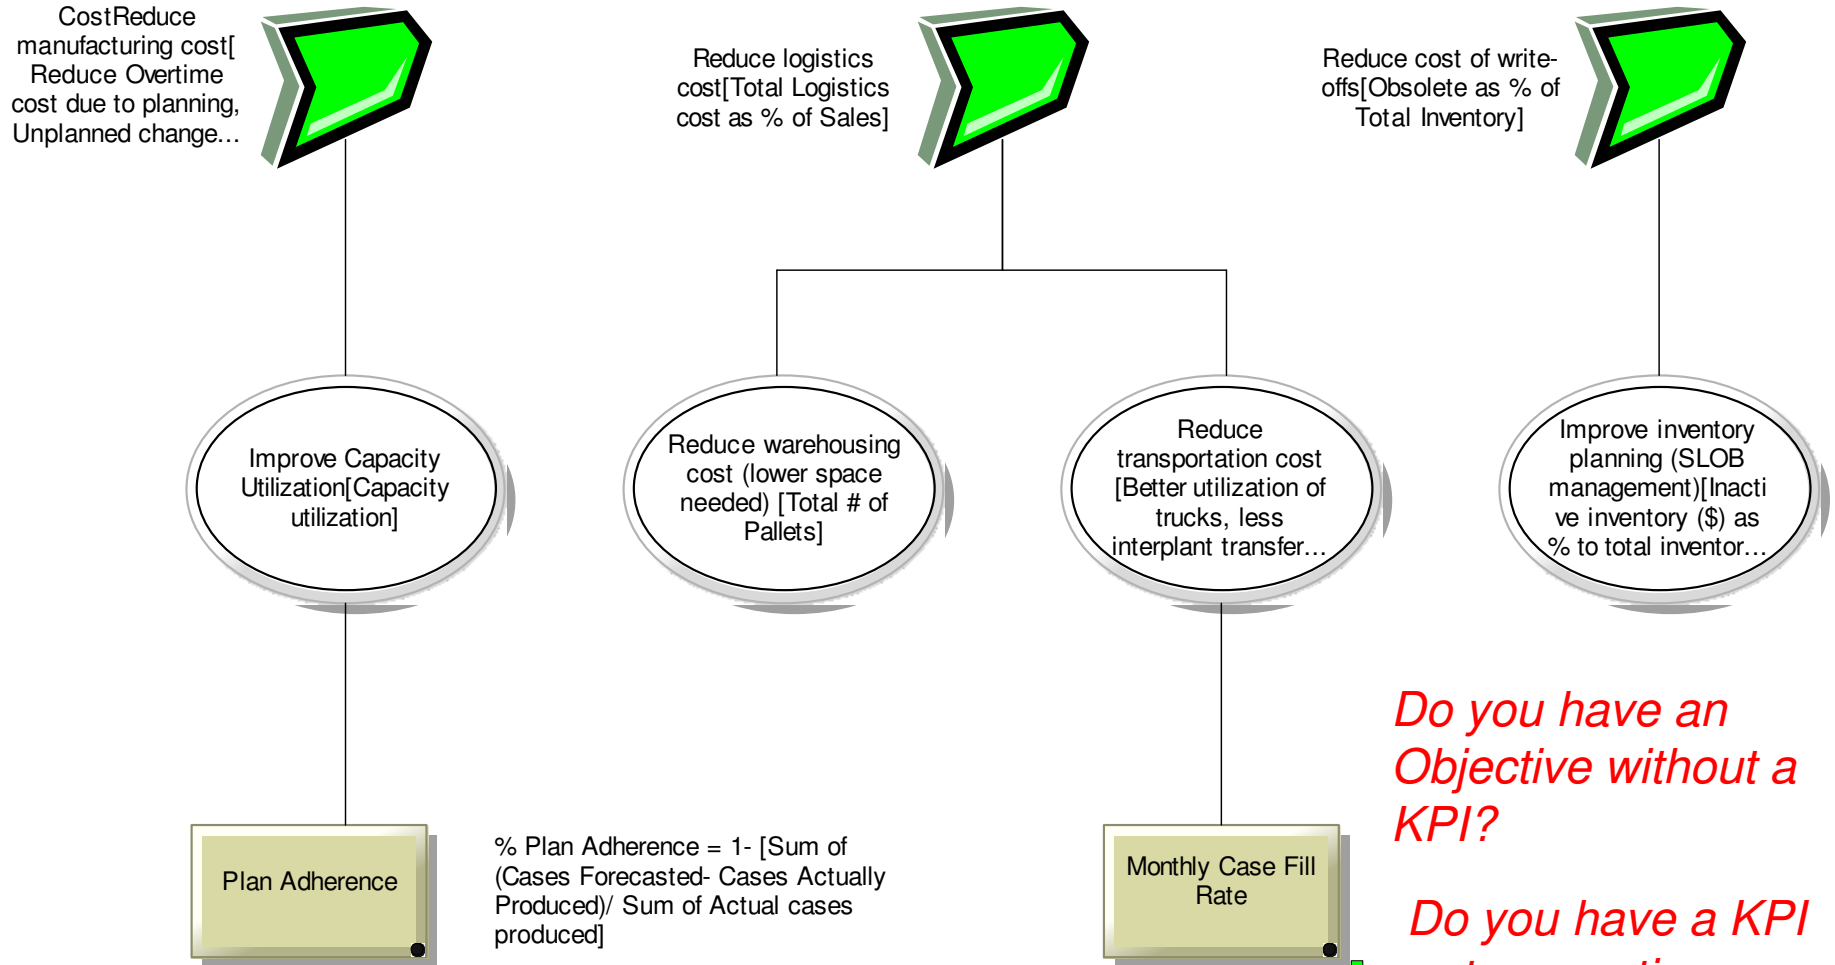 CostReduce
manufacturing cost[
Reduce Overtime
cost due to planning,
Unplanned change...
Reduce logistics
cost[Total Logistics
cost as % of Sales]
Reduce cost of write-
offs[Obsolete as % of
Total Inventory]
Improve Capacity
Utilization[Capacity
utilization]
Reduce warehousing
cost (lower space
needed) [Total # of
Pallets]
Reduce
transportation cost
[Better utilization of
trucks, less
interplant transfer...
Improve inventory
planning (SLOB
management)[Inacti
ve inventory ($) as
% to total inventor...
Do you have an
Objective without a
KPI?
Plan Adherence
% Plan Adherence = 1- [Sum of
(Cases Forecasted- Cases Actually
Produced)/ Sum of Actual cases
produced]
Monthly Case Fill
Rate
Do you have a KPI